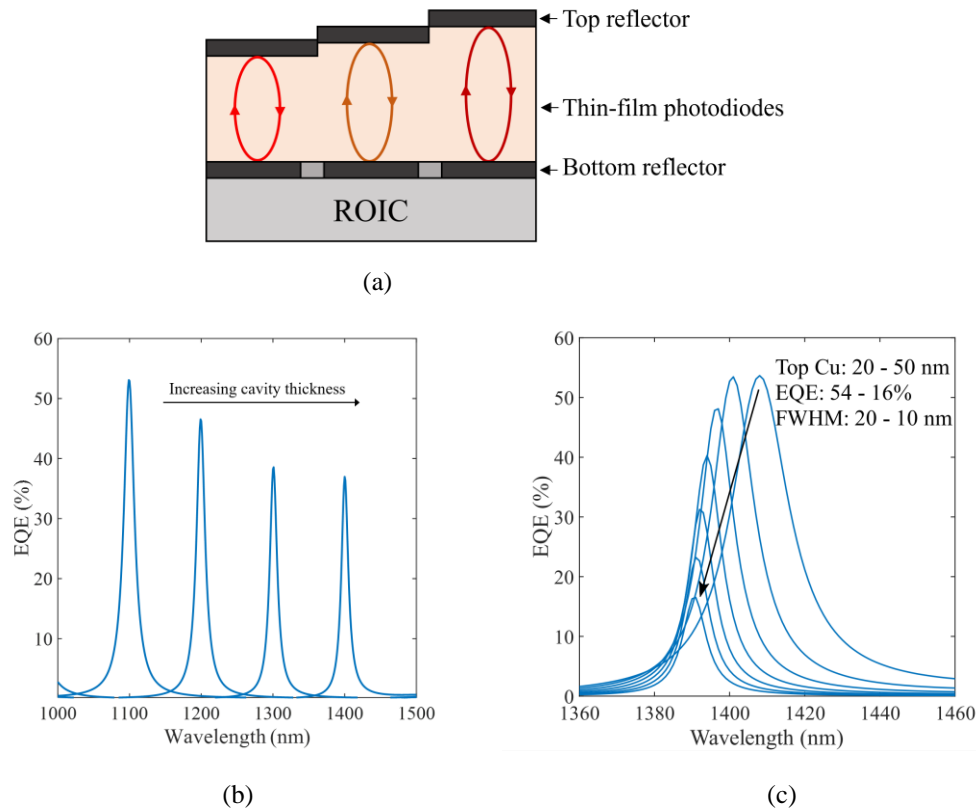 Top reflector
Thin-film photodiodes
Bottom reflector
ROIC
(a)
60
50
40
30
20
10
EQE (%)
Increasing cavity thickness
1000 1100 1200 1300 1400 1500
Wavelength (nm)
(b)
60
50
40
30
20
10
0
EQE (%)
Top Cu: 20 - 50 nm
EQE: 54 - 16%
FWHM: 20 - 10 nm
1360 1380 1400 1420 1440 1460
Wavelength (nm)
(c)